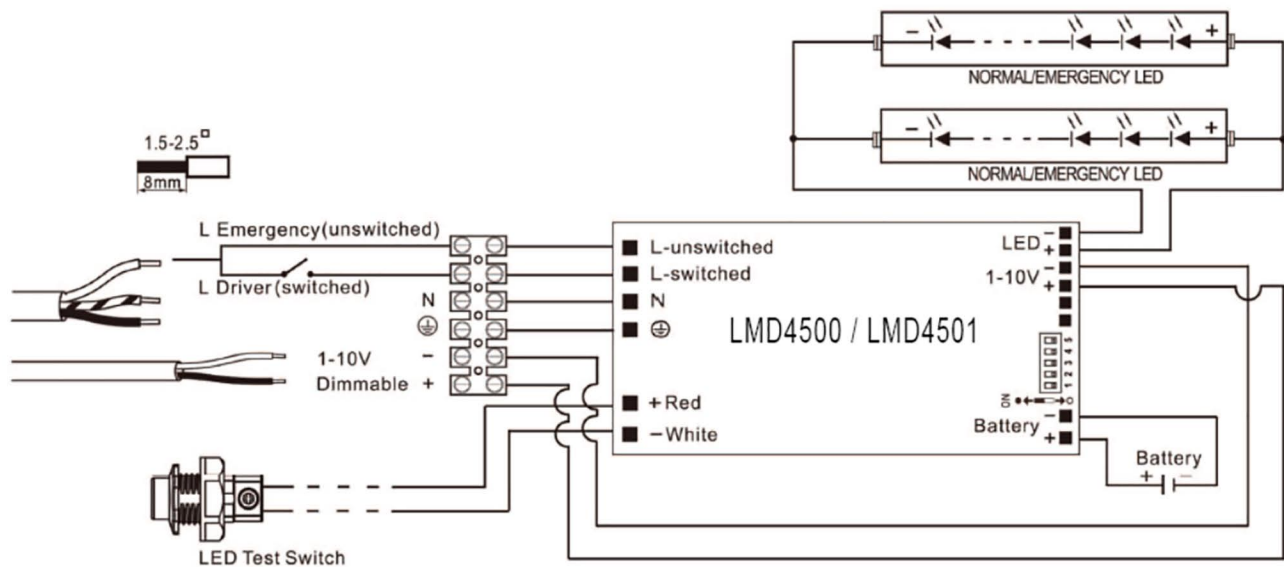 - +
NORMAL/EMERGENCY LED
- +
NORMAL/EMERGENCY LED
1.5-2.5□
8mm
L Emergency(unswitched)
L Driver(switched)
N
1-10V
Dimmable
-
+
L-unswitched
L-switched
N
+Red
-White
LMD4500 / LMD4501
LED
-
+
1-10V
-
+
1 2 3 4 5
ON
Battery
-
+
Battery
+ -
LED Test Switch